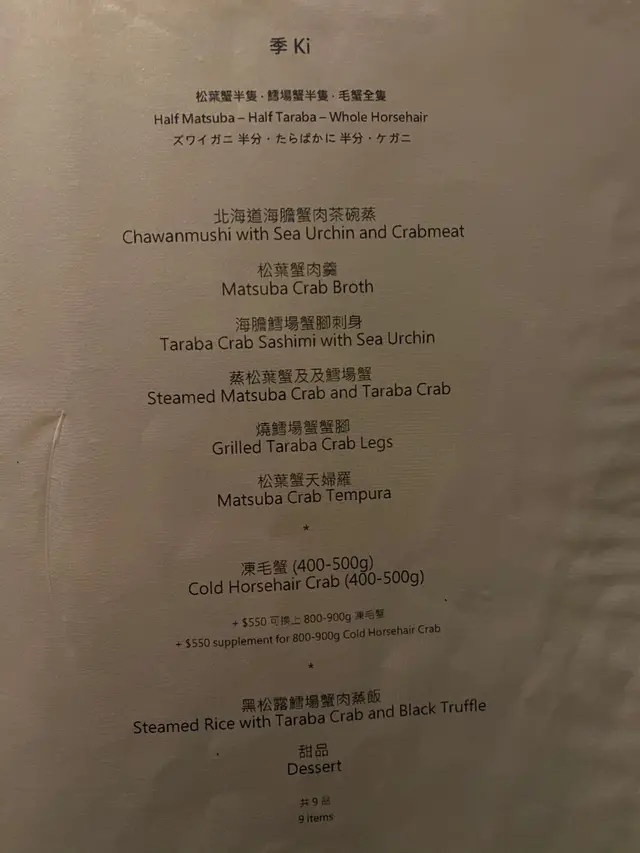 季 Ki
松葉蟹半隻 · 鱈場蟹半隻 · 毛蟹全隻
Half Matsuba – Half Taraba – Whole Horsehair
ズワイガニ 半分 · たらばかに 半分 · ケガニ
北海道海膽蟹肉茶碗蒸
Chawanmushi with Sea Urchin and Crabmeat
松葉蟹肉羹
Matsuba Crab Broth
海膽鱈場蟹腳刺身
Taraba Crab Sashimi with Sea Urchin
蒸松葉蟹及及鱈場蟹
Steamed Matsuba Crab and Taraba Crab
燒鱈場蟹蟹腳
Grilled Taraba Crab Legs
松葉蟹天婦羅
Matsuba Crab Tempura
*
凍毛蟹 (400-500g)
Cold Horsehair Crab (400-500g)
+ $550 可換上 800-900g 凍毛蟹
+ $550 supplement for 800-900g Cold Horsehair Crab
*
黑松露鱈場蟹肉蒸飯
Steamed Rice with Taraba Crab and Black Truffle
甜品
Dessert
共 9 品
9 items